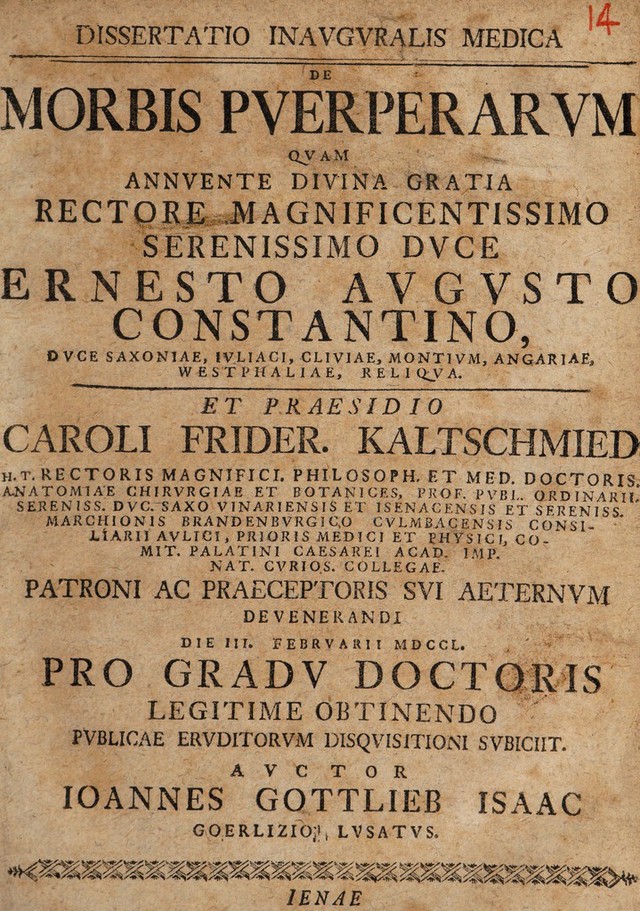 14
DISSERTATIO INAVGVRALIS MEDICA
DE
MORBIS PVERPERARVM
QVAM
ANNVENTE DIVINA GRATIA
RECTORE MAGNIFICENTISSIMO
SERENISSIMO DVCE
ERNESTO AVGVSTO
CONSTANTINO,
DVCE SAXONIAE, IVLIACI, CLIVIAE, MONTIVM, ANGARIAE,
WESTPHALIAE, RELIQVA.
ET PRAESIDIO
CAROLI FRIDER. KALTSCHMIED
H. T. RECTORIS MAGNIFICI. PHILOSOPH. ET MED. DOCTORIS.
ANATOMIAE CHIRVRGIAE ET BOTANICES, PROF. PVBL. ORDINARII.
SERENISS. DVC. SAXO VINARIENSIS ET ISENACENSIS ET SERENISS.
MARCHIONIS BRANDENBVRGICO CVLMBACENSIS CONSI-
LIARII AVLICI, PRIORIS MEDICI ET PHYSICI, CO-
MIT. PALATINI CAESAREI ACAD. IMP.
NAT. CVRIOS. COLLEGAE.
PATRONI AC PRAECEPTORIS SVI AETERNVM
DEVENERANDI
DIE III. FEBRVARII MDCCL.
PRO GRADV DOCTORIS
LEGITIME OBTINENDO
PVBLICAE ERVDITORVM DISQVISITIONI SVBICIIT.
AVCTOR
IOANNES GOTTLIEB ISAAC
GOERLIZIO, LVSATVS.
IENAE